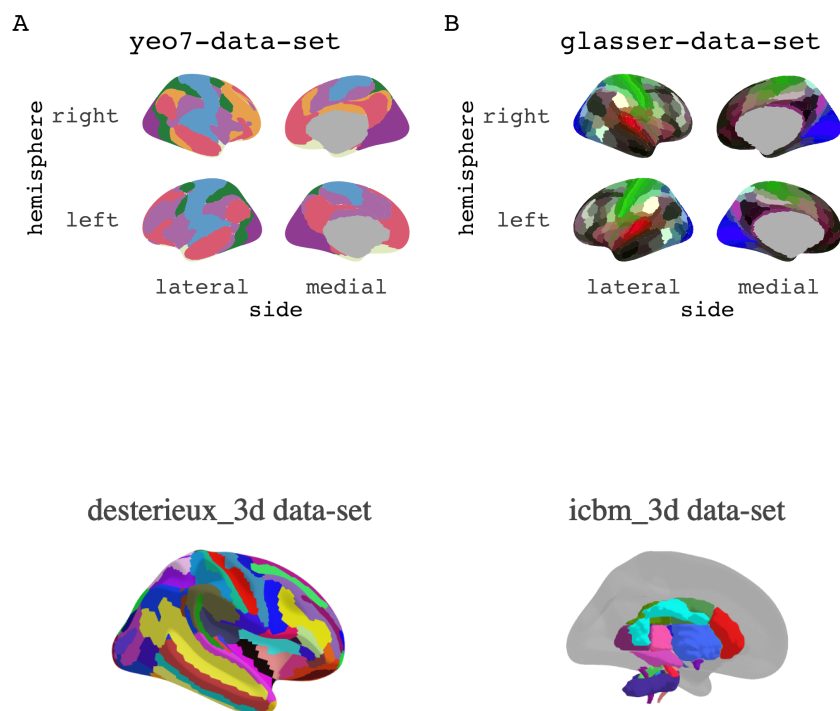 A
yeo7-data-set
hemisphere
right
left
lateral
medial
side
B
glasser-data-set
hemisphere
right
left
lateral
medial
side
desterieux_3d data-set
icbm_3d data-set